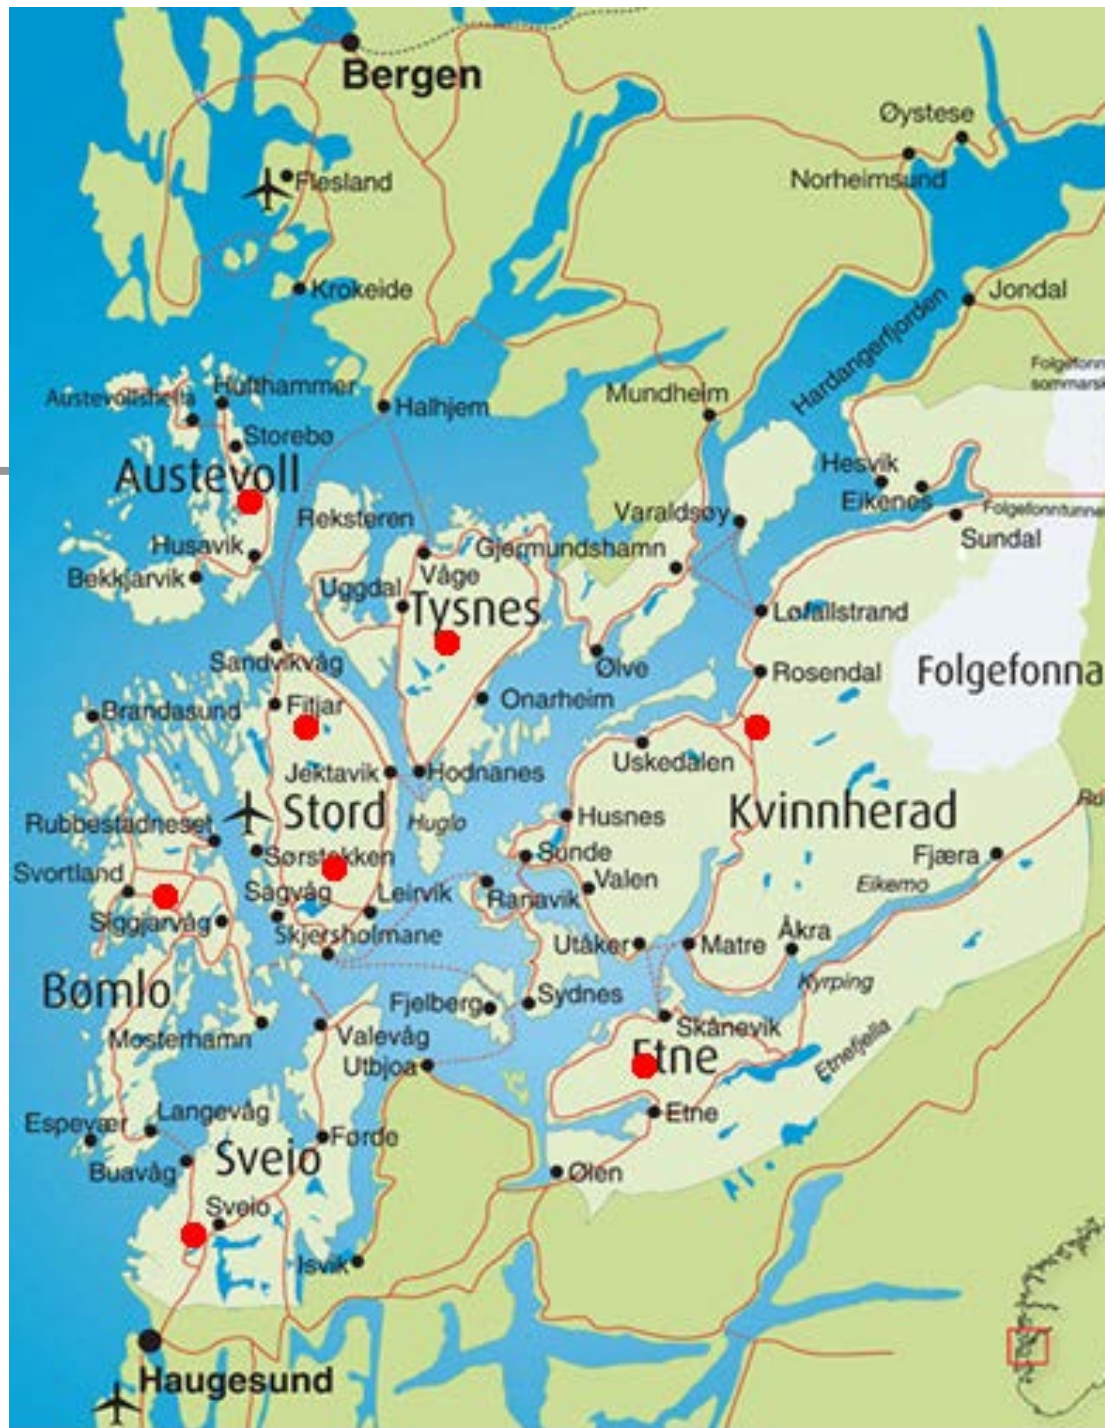 Bergen
Øystese
Norheimsund
Flesland
Krokeide
Jondal
Hardangerfjorden
Mundheim
Hufthammer
Austevollshella
Halhjem
Storebø
Austevoll
Hesvik
Eikenes
Reksteren
Varaldsøy
Sundal
Husavik
Gjermundshamn
Bekkjarvik
Våge
Uggdal
Tysnes
Løfallstrand
Sandvikvåg
Ølve
Rosendal
Folgefonna
Brandasund
Fitjar
Onarheim
Uskedalen
Jektavik
Hodnanes
Stord
Huglo
Husnes
Kvinnherad
Rubbestadneset
Sørstokken
Sunde
Fjæra
Svortland
Sagvåg
Leirvik
Ranavik
Valen
Eikemo
Siggjarvåg
Skjersholmane
Utåker
Matre
Åkra
Bømlo
Kyrping
Fjelberg
Sydnes
Mosterhamn
Valevåg
Skånevik
Utbjoa
Etne
Etnefjella
Espevær
Langevåg
Førde
Etne
Buavåg
Sveio
Ølen
Sveio
Isvik
Haugesund